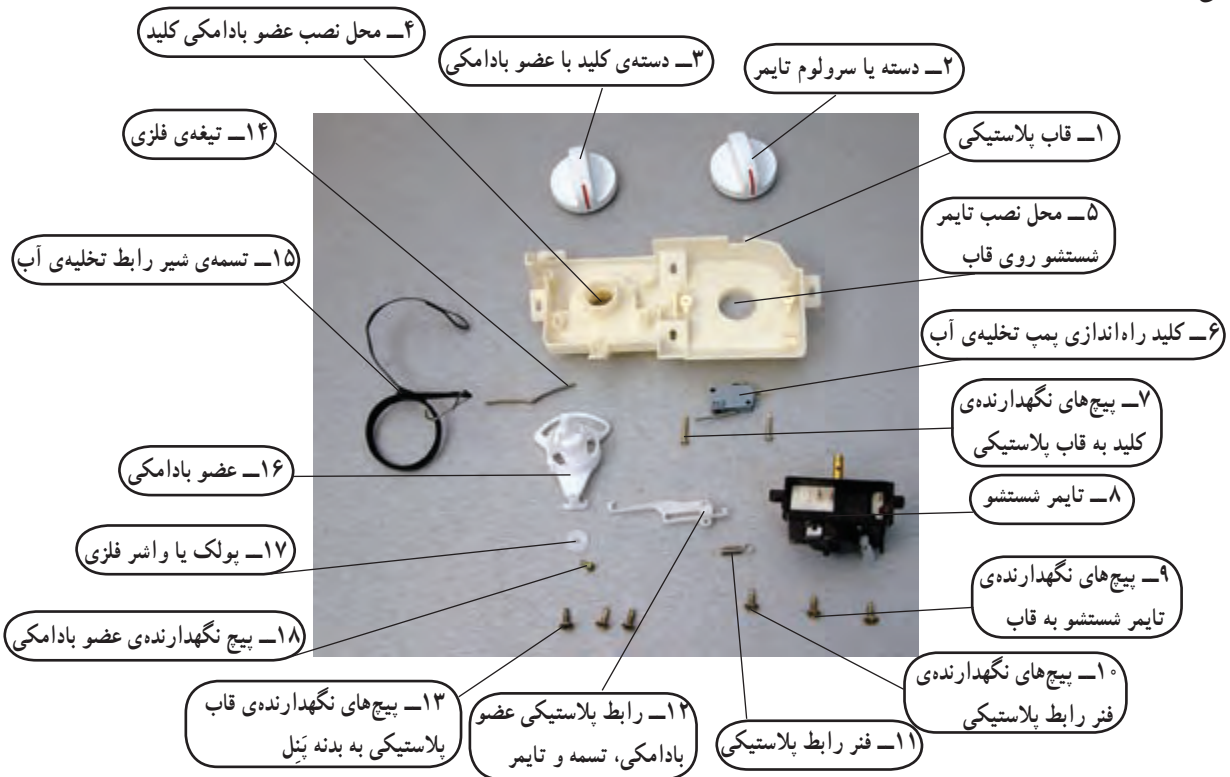 ۱ــ قاب پلاستیکی
۲ــ دسته یا سرولوم تایمر
۳ــ دسته‌ی کلید با عضو بادامکی
۴ــ محل نصب عضو بادامکی کلید
۵ــ محل نصب تایمر
شستشو روی قاب
۶ــ کلید راه‌اندازی پمپ تخلیه‌ی آب
۷ــ پیچ‌های نگهدارنده‌ی
کلید به قاب پلاستیکی
۸ــ تایمر شستشو
۹ــ پیچ‌های نگهدارنده‌ی
تایمر شستشو به قاب
۱۰ــ پیچ‌های نگهدارنده‌ی
فنر رابط پلاستیکی
۱۱ــ فنر رابط پلاستیکی
۱۲ــ رابط پلاستیکی عضو
بادامکی، تسمه و تایمر
۱۳ــ پیچ‌های نگهدارنده‌ی قاب
پلاستیکی به بدنه پَنِل
۱۴ــ تیغه‌ی فلزی
۱۵ــ تسمه‌ی شیر رابط تخلیه‌ی آب
۱۶ــ عضو بادامکی
۱۷ــ پولک یا واشر فلزی
۱۸ــ پیچ نگهدارنده‌ی عضو بادامکی